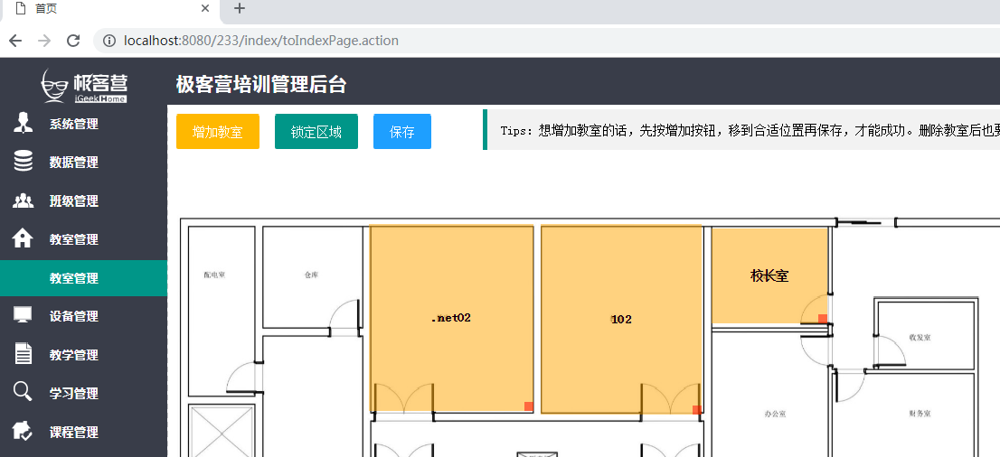 首页
localhost:8080/233/index/toIndexPage.action
极客营
iGeekHome
极客营培训管理后台
系统管理
数据管理
班级管理
教室管理
教室管理
设备管理
教学管理
学习管理
课程管理
增加教室
锁定区域
保存
Tips：想增加教室的话，先按增加按钮，移到合适位置再保存，才能成功。删除教室后也要
配电室
仓库
.net02
102
校长室
收发室
办公室
财务室